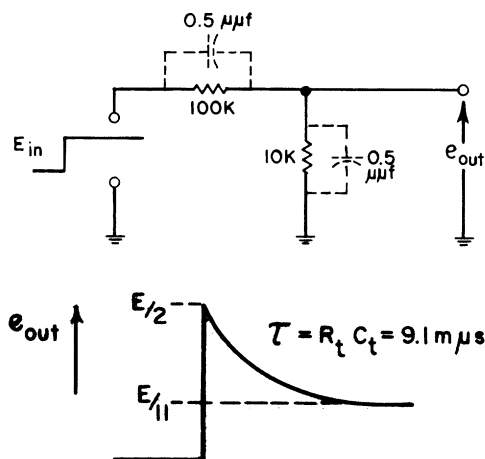 0.5 μμf
100K
E in
10K
0.5 μμf
e out
e out
E/2
τ = R t C t = 9.1 mμs
E/11